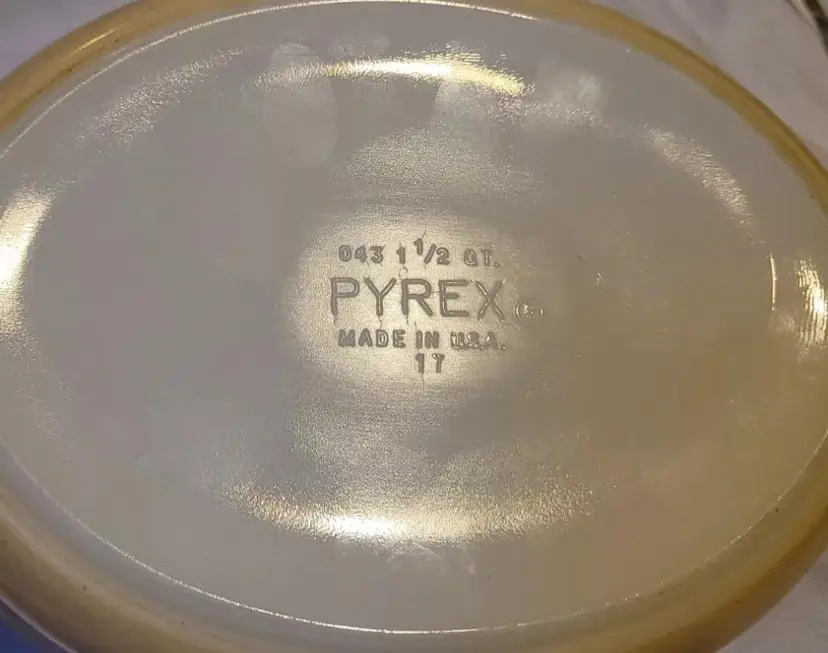 043 1 1/2 QT.
PYREX ®
MADE IN U.S.A.
17